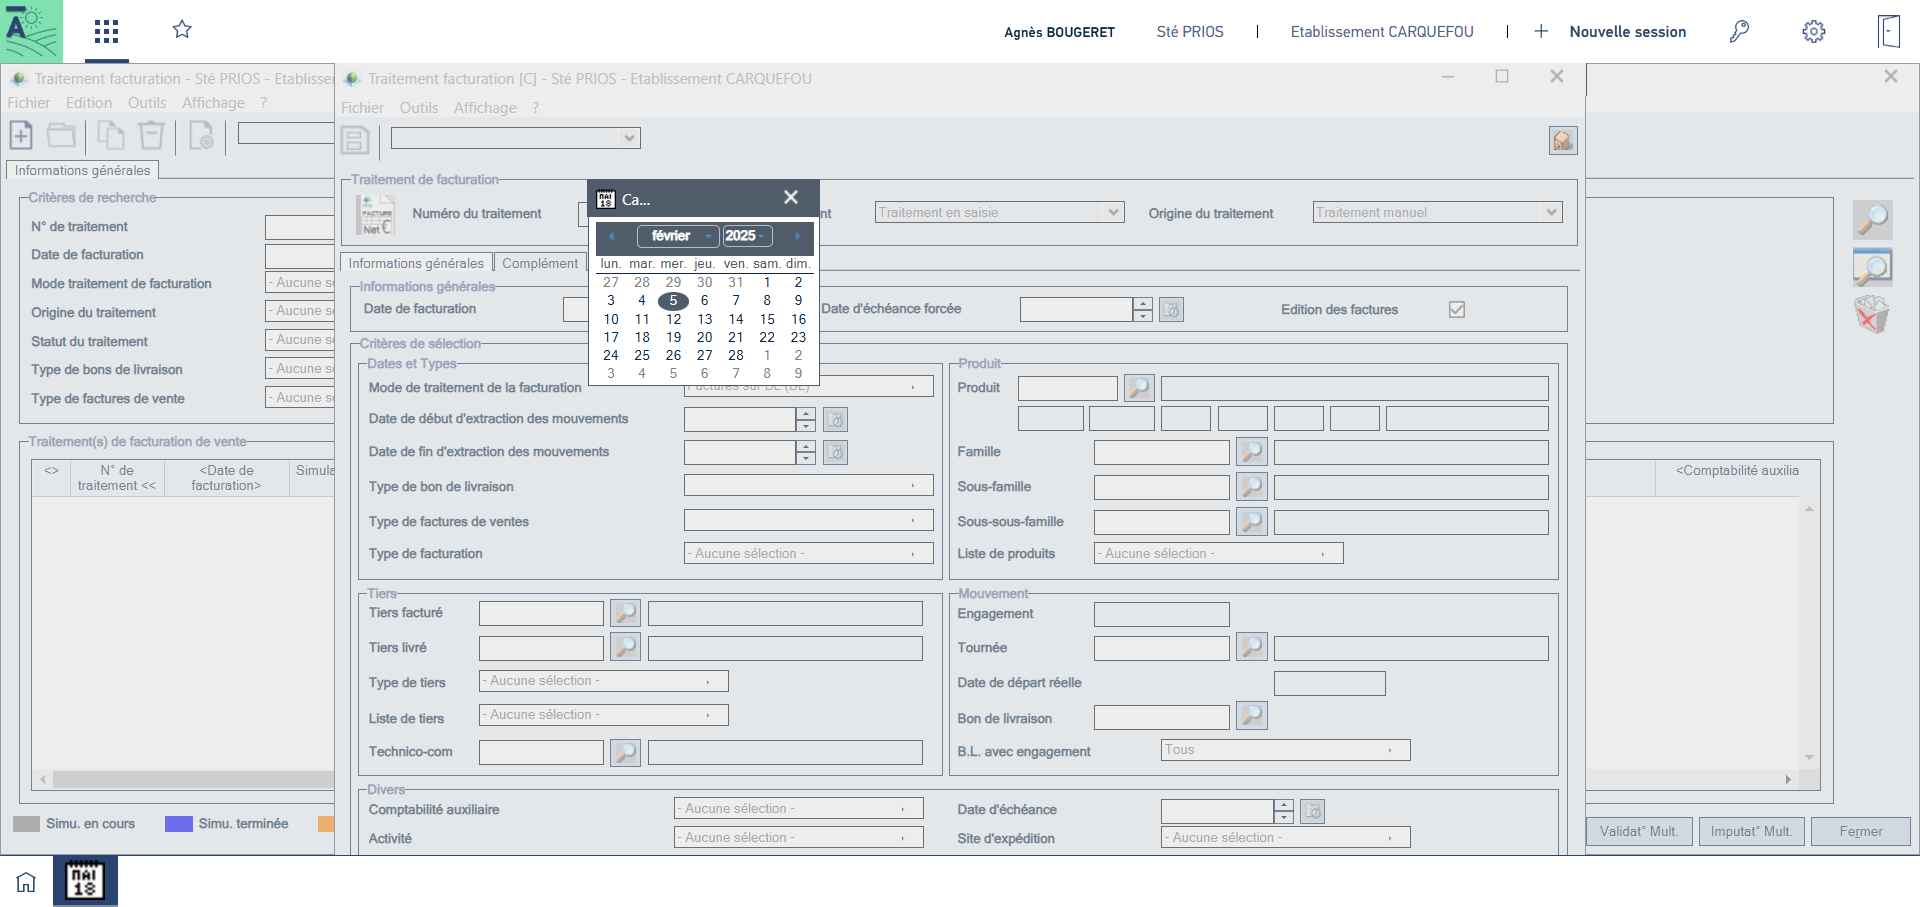 Agnès BOUGERET Sté PRIOS | Etablissement CARQUEFOU | + Nouvelle session
Traitement facturation - Sté PRIOS - Etablisser
Fichier Edition Outils Affichage ?
Informations générales
Critères de recherche
N° de traitement
Date de facturation
Mode traitement de facturation - Aucune sé
Origine du traitement - Aucune sé
Statut du traitement - Aucune sé
Type de bons de livraison - Aucune sé
Type de factures de vente - Aucune sé
Traitement(s) de facturation de vente
<> N° de traitement << <Date de facturation> Simula
Simu. en cours Simu. terminée
Traitement facturation [C] - Sté PRIOS - Etablissement CARQUEFOU
Fichier Outils Affichage ?
Traitement de facturation
FACTURE
Net €
Numéro du traitement
nt Traitement en saisie Origine du traitement Traitement manuel
Informations générales Complément
Informations générales
Date de facturation Date d'échéance forcée Edition des factures
Critères de sélection
Dates et Types
Mode de traitement de la facturation Factures sur BL (BL)
Date de début d'extraction des mouvements
Date de fin d'extraction des mouvements
Type de bon de livraison
Type de factures de ventes
Type de facturation - Aucune sélection -
Produit
Produit
Famille
Sous-famille
Sous-sous-famille
Liste de produits - Aucune sélection -
Tiers
Tiers facturé
Tiers livré
Type de tiers - Aucune sélection -
Liste de tiers - Aucune sélection -
Technico-com
Mouvement
Engagement
Tournée
Date de départ réelle
Bon de livraison
B.L. avec engagement Tous
Divers
Comptabilité auxiliaire - Aucune sélection - Date d'échéance
Activité - Aucune sélection - Site d'expédition - Aucune sélection -
MAI
18
Ca...
février 2025
lun. mar. mer. jeu. ven. sam. dim.
27 28 29 30 31 1 2
3 4 5 6 7 8 9
10 11 12 13 14 15 16
17 18 19 20 21 22 23
24 25 26 27 28 1 2
3 4 5 6 7 8 9
<Comptabilité auxilia
Validat° Mult. Imputat° Mult. Fermer
MAI
18